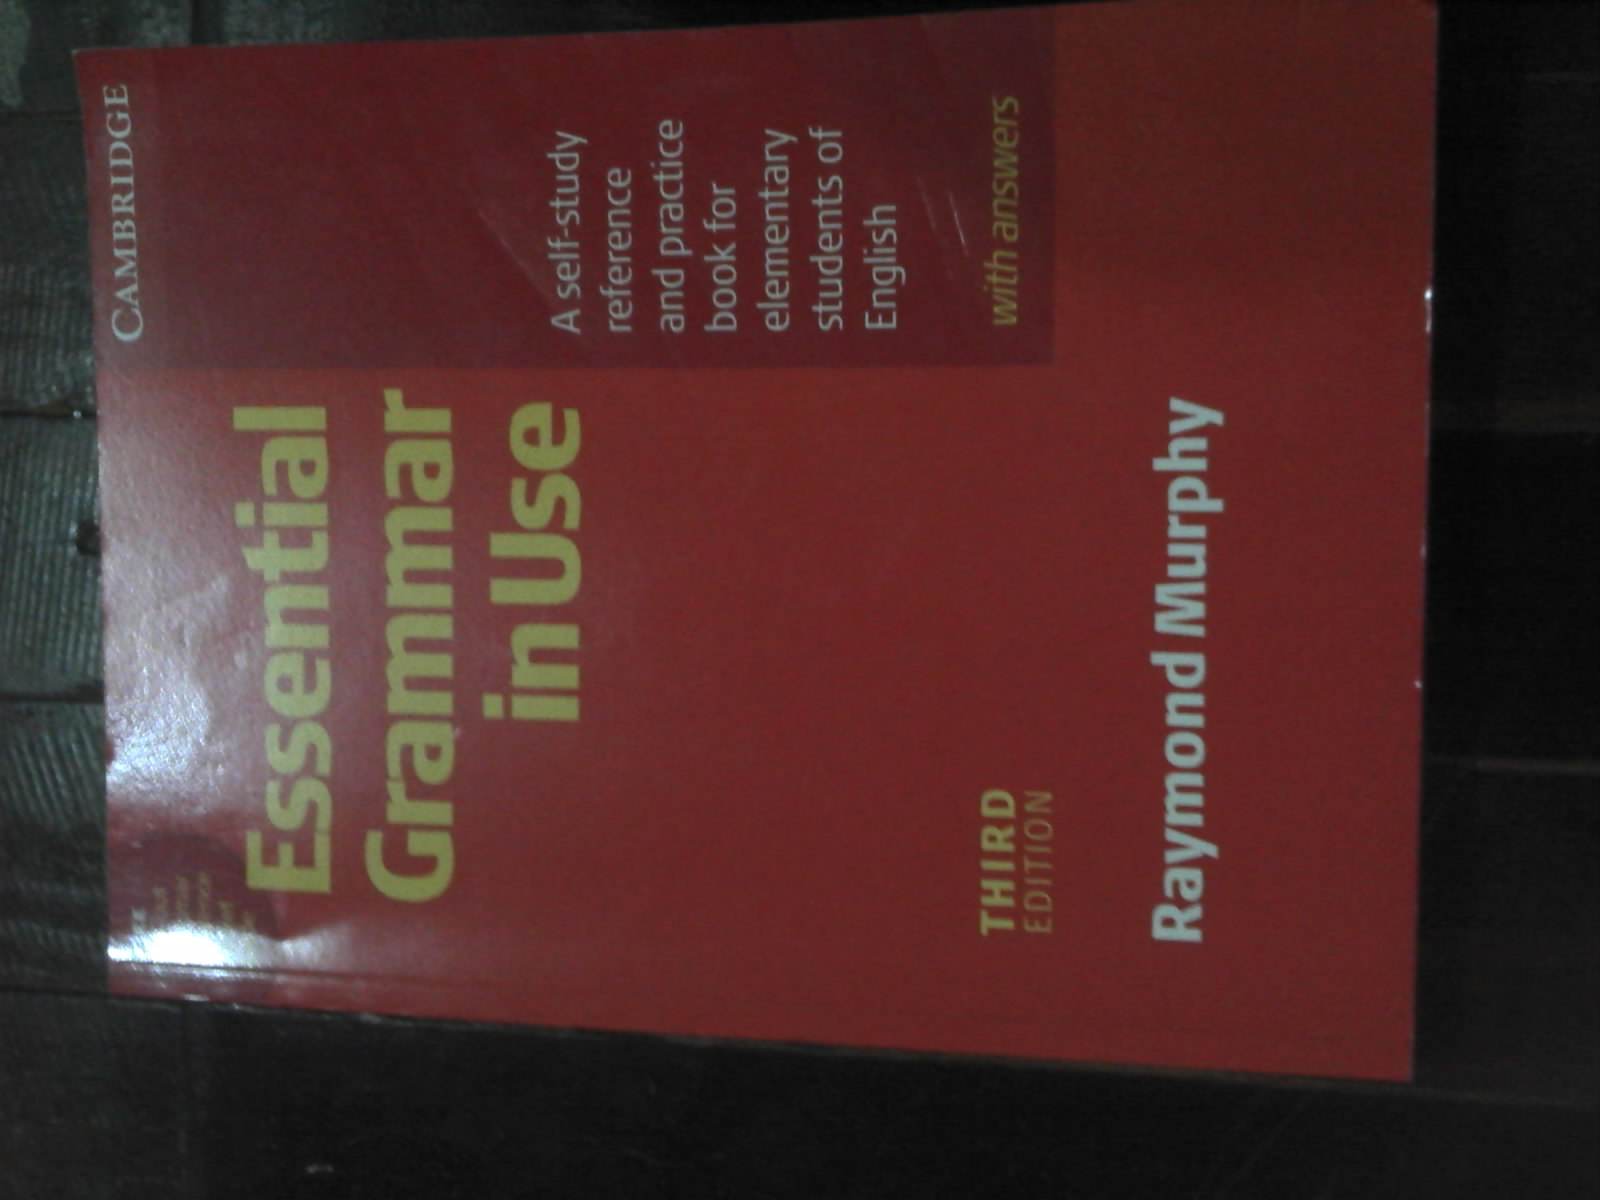 CAMBRIDGE
Essential
Grammar
in Use
A self-study
reference
and practice
book for
elementary
students of
English
with answers
THIRD
EDITION
Raymond Murphy